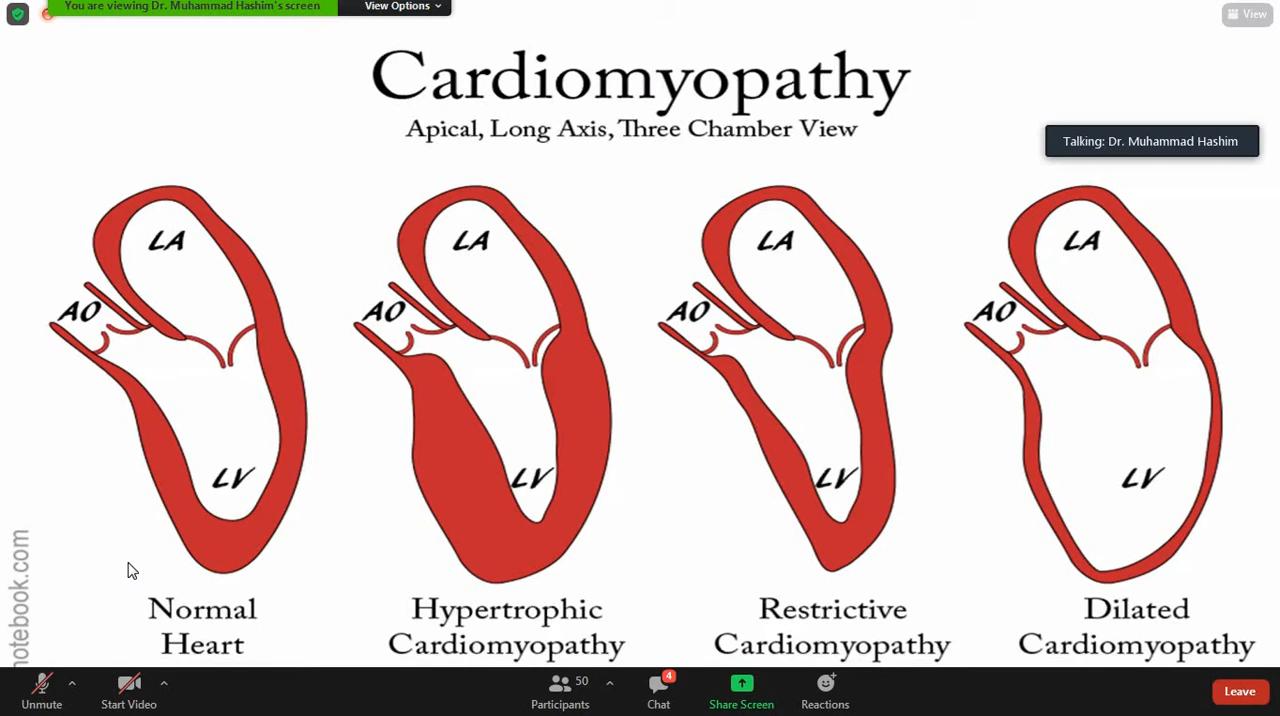 You are viewing Dr. Muhammad Hashim's screen
View Options
View
Cardiomyopathy
Apical, Long Axis, Three Chamber View
Talking: Dr. Muhammad Hashim
LA
AO
LV
LA
AO
LV
LA
AO
LV
LA
AO
LV
notebook.com
Normal
Heart
Hypertrophic
Cardiomyopathy
Restrictive
Cardiomyopathy
Dilated
Cardiomyopathy
Unmute
Start Video
50
Participants
4
Chat
Share Screen
Reactions
Leave